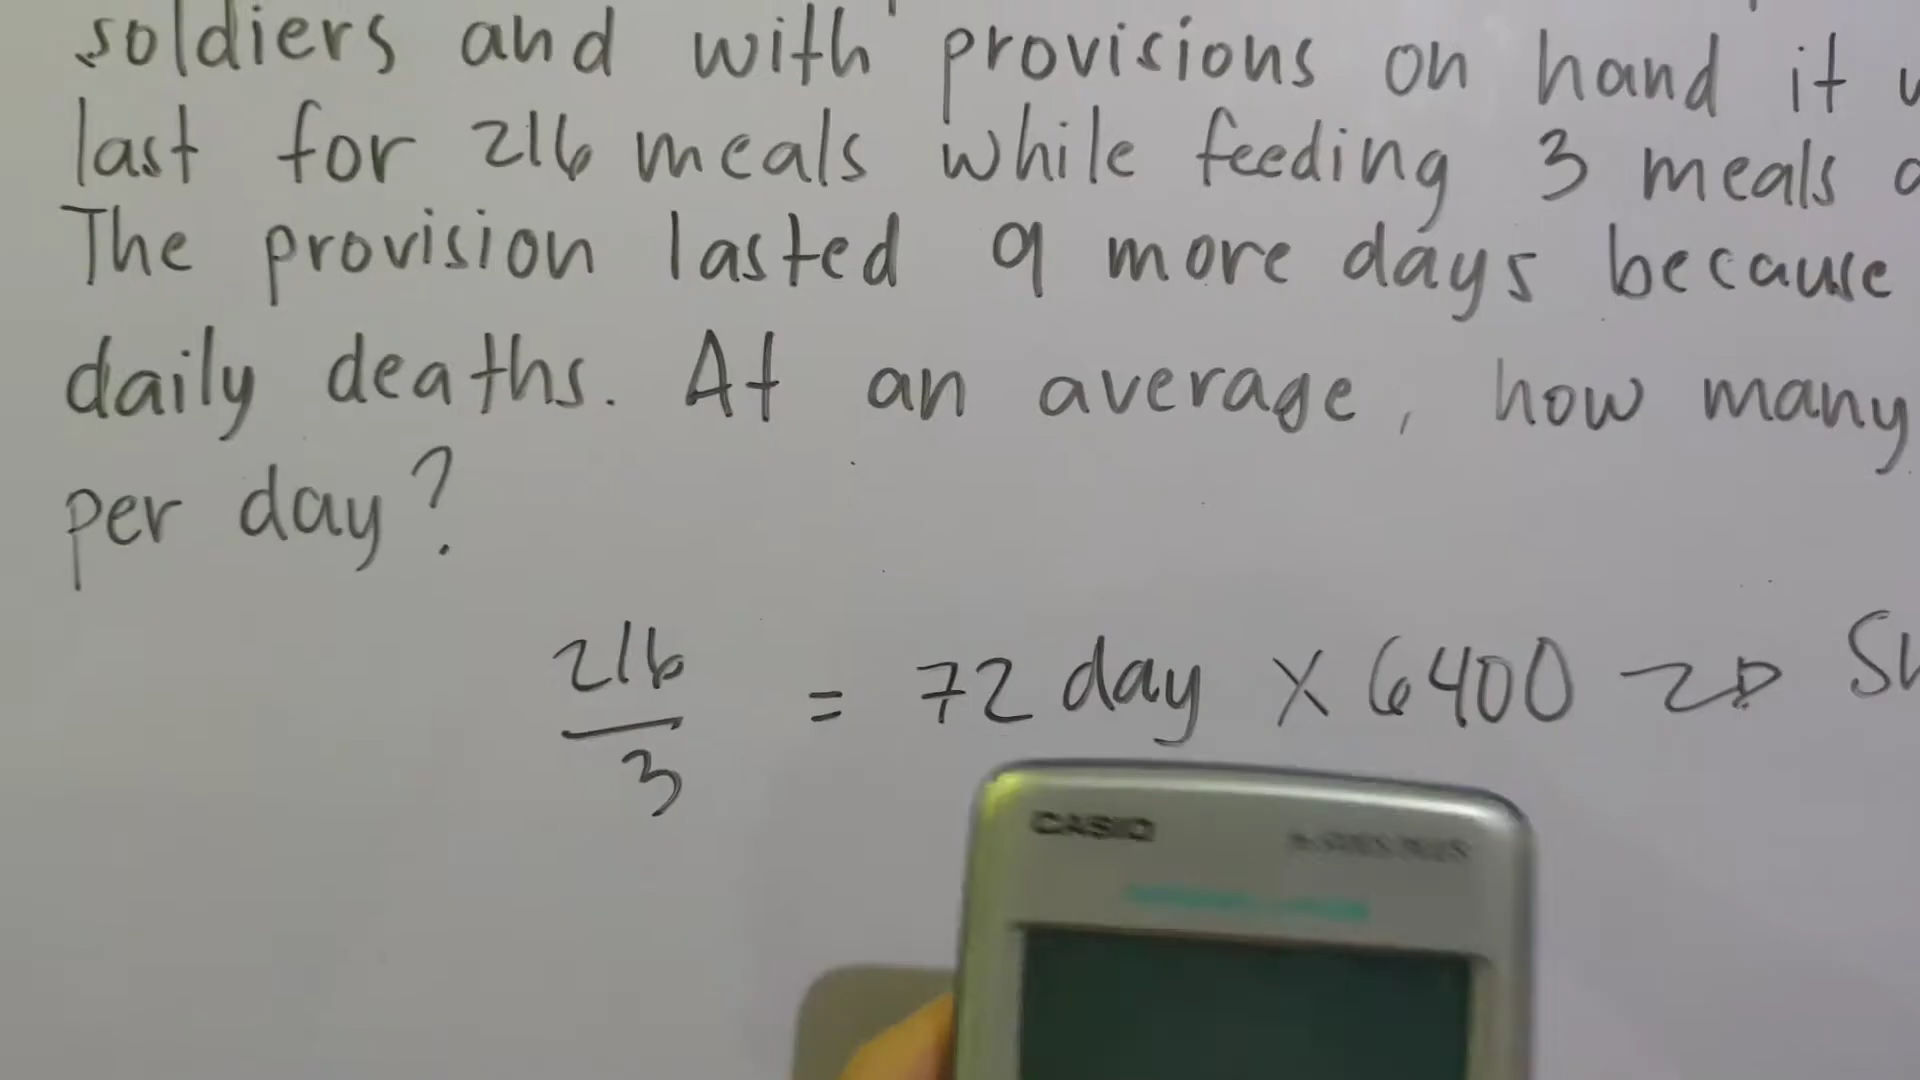 soldiers and with provisions on hand it
last for 216 meals while feeding 3 meals
The provision lasted 9 more days because
daily deaths. At an average, how many
per day?
216
3
= 72 day × 6400
CASIO